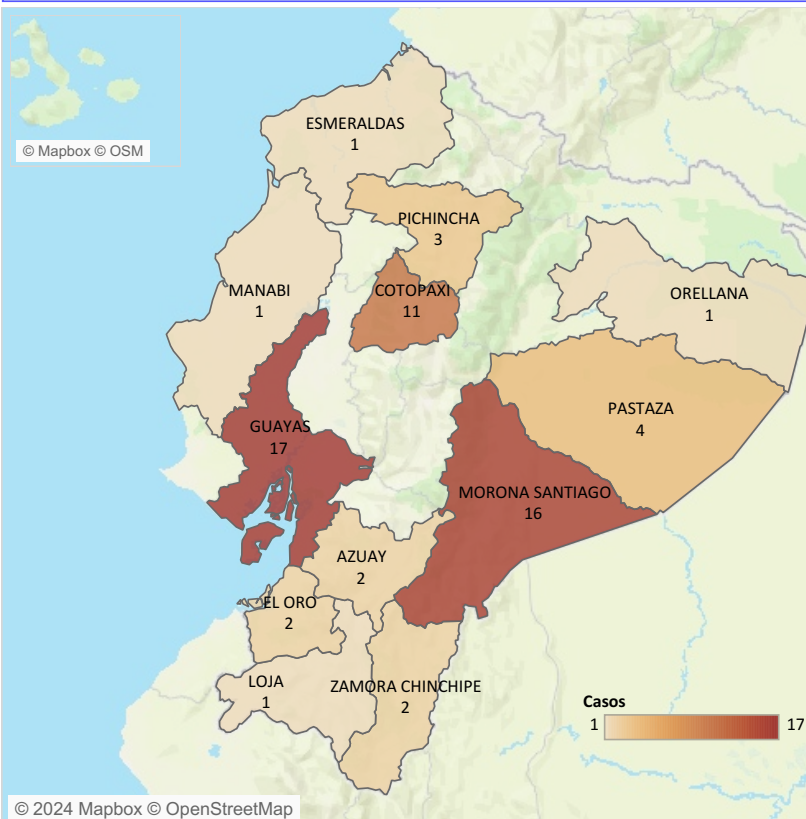 © Mapbox © OSM
ESMERALDAS
1
PICHINCHA
3
COTOPAXI
11
MANABI
1
ORELLANA
1
GUAYAS
17
PASTAZA
4
MORONA SANTIAGO
16
AZUAY
2
EL ORO
2
LOJA
1
ZAMORA CHINCHIPE
2
Casos
1 17
© 2024 Mapbox © OpenStreetMap